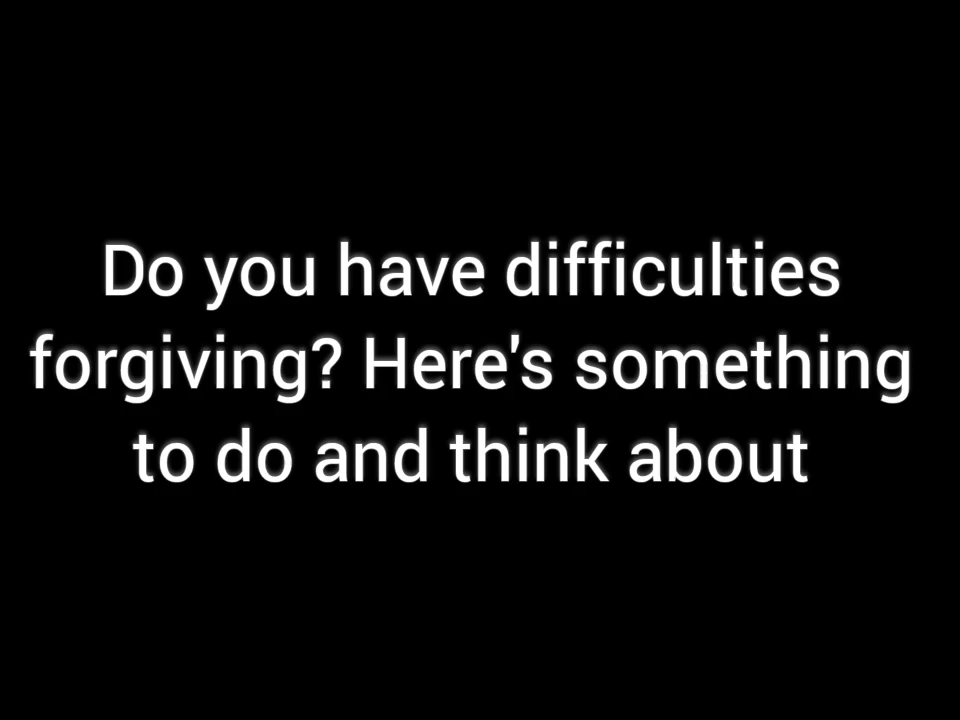 Do you have difficulties
forgiving? Here's something
to do and think about